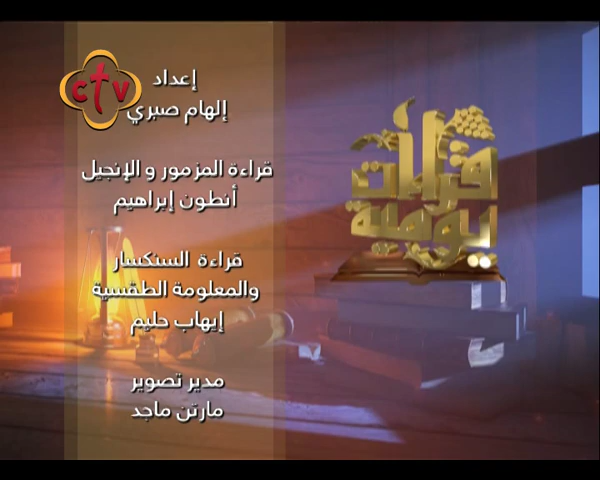 ctv
إعداد
إلهام صبري
قراءة المزمور و الإنجيل
أنطون إبراهيم
قراءة السنكسار
والمعلومة الطقسية
إيهاب حليم
مدير تصوير
مارتن ماجد
قراءات
يومية